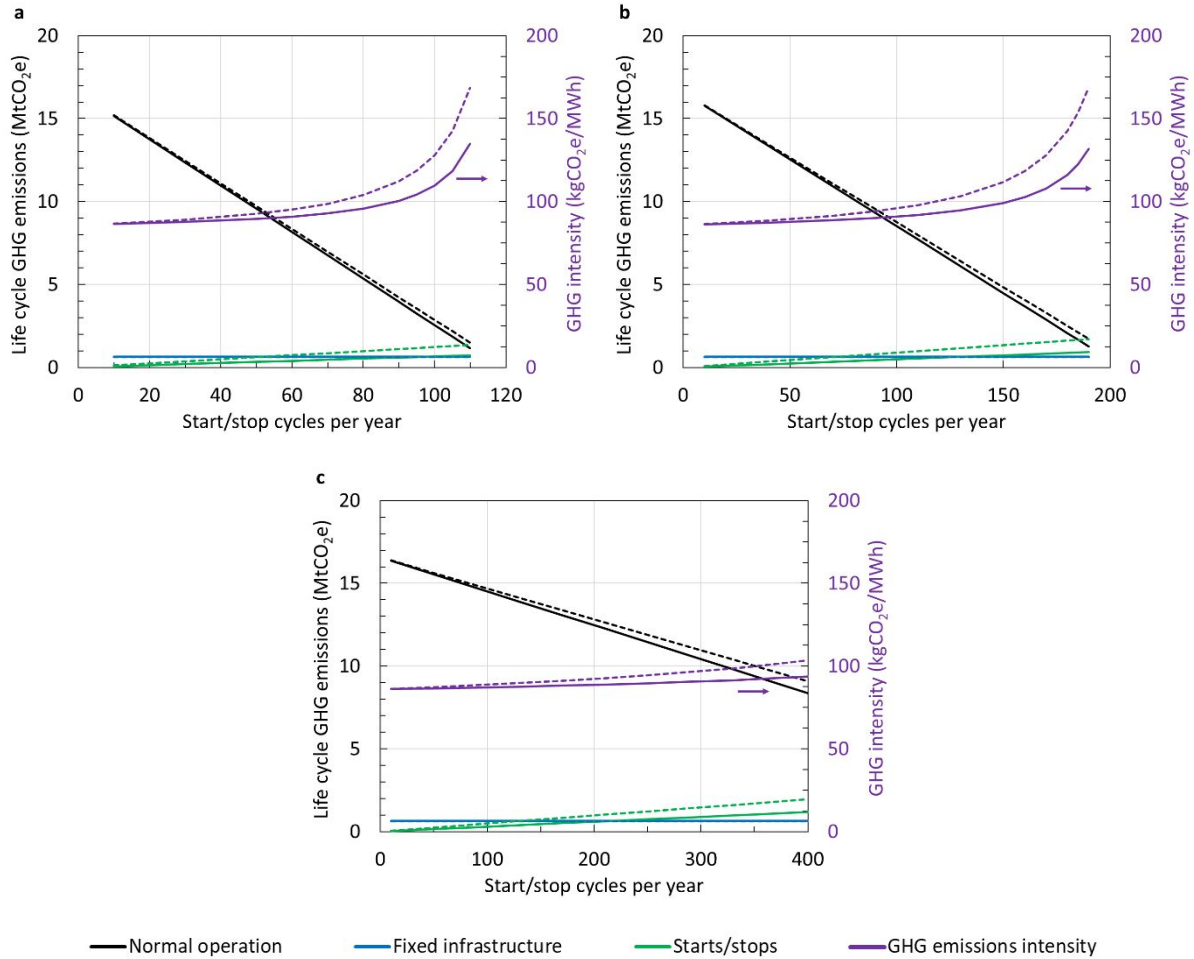 a
Life cycle GHG emissions (MtCO₂e)
20
15
10
5
0
0 20 40 60 80 100 120
Start/stop cycles per year
200
150
100
50
0
GHG intensity (kgCO₂e/MWh)
b
Life cycle GHG emissions (MtCO₂e)
20
15
10
5
0
0 50 100 150 200
Start/stop cycles per year
200
150
100
50
0
GHG intensity (kgCO₂e/MWh)
c
Life cycle GHG emissions (MtCO₂e)
20
15
10
5
0
0 100 200 300 400
Start/stop cycles per year
200
150
100
50
0
GHG intensity (kgCO₂e/MWh)
Normal operation Fixed infrastructure Starts/stops GHG emissions intensity